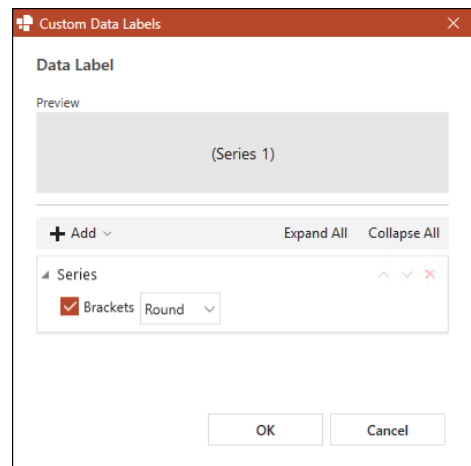 Custom Data Labels
Data Label
Preview
(Series 1)
Add Expand All Collapse All
Series
Brackets Round
OK Cancel